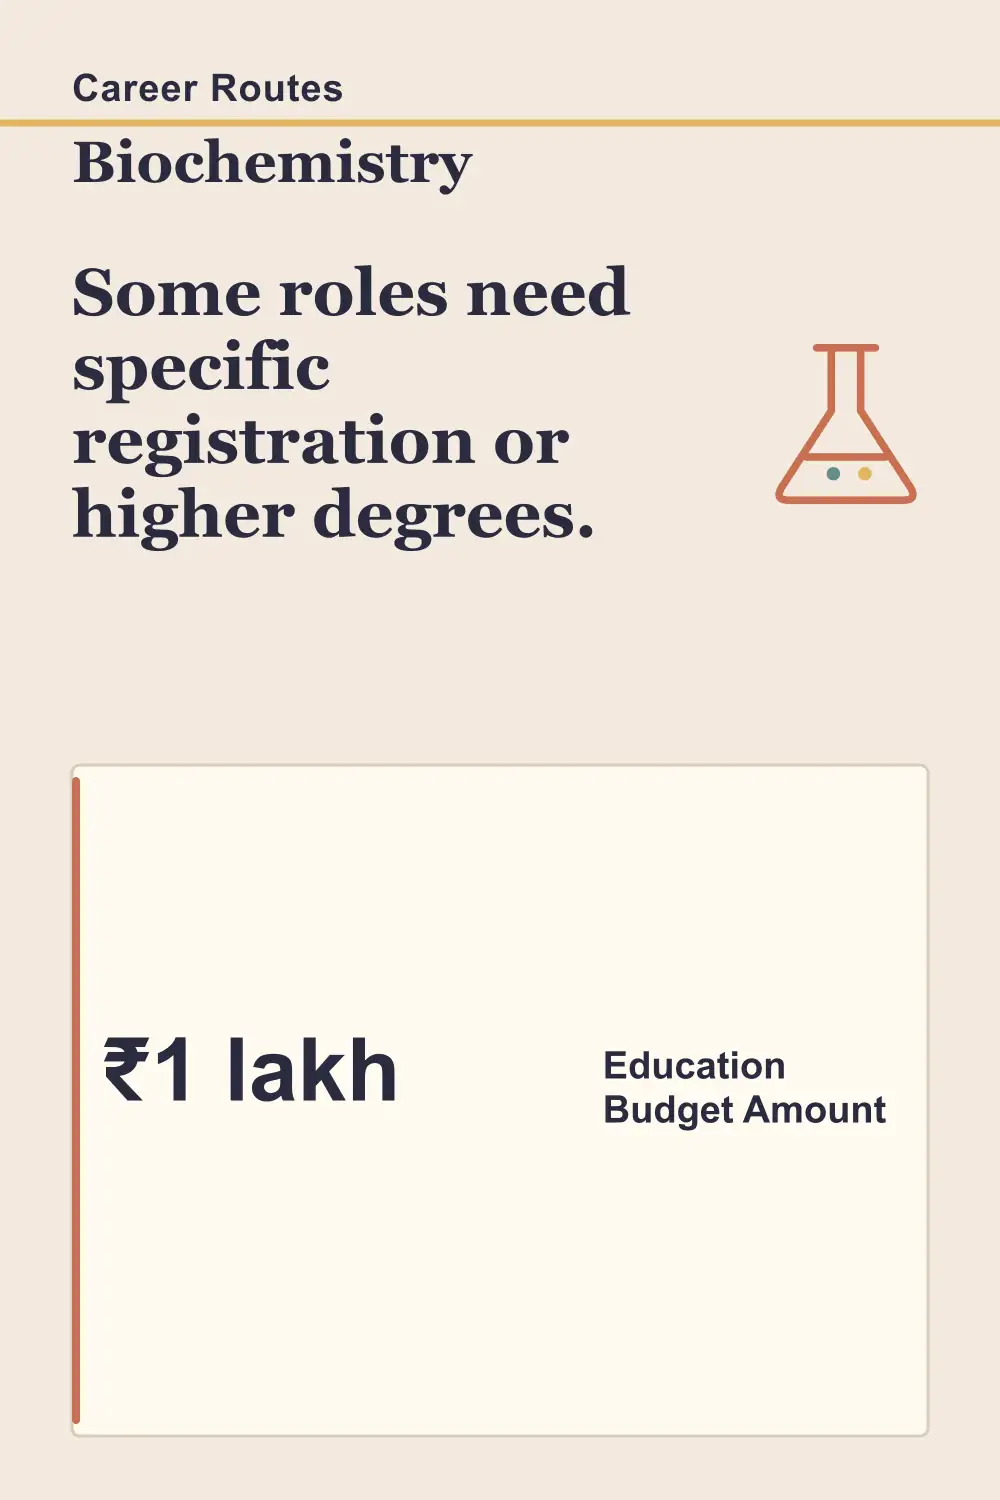 Career Routes
Biochemistry
Some roles need
specific
registration or
higher degrees.
₹1 lakh
Education
Budget Amount